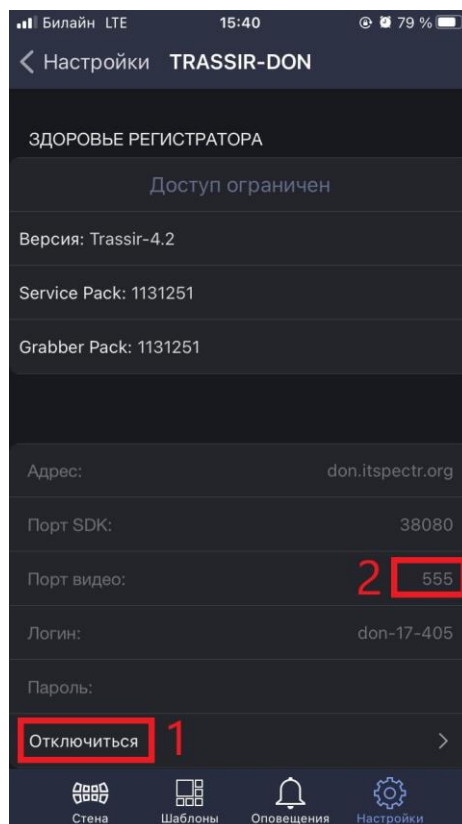 Билайн LTE 15:40 79 %
Настройки TRASSIR-DON
ЗДОРОВЬЕ РЕГИСТРАТОРА
Доступ ограничен
Версия: Trassir-4.2
Service Pack: 1131251
Grabber Pack: 1131251
Адрес: don.itspectr.org
Порт SDK: 38080
Порт видео: 2 555
Логин: don-17-405
Пароль:
Отключиться 1
Стена Шаблоны Оповещения Настройки